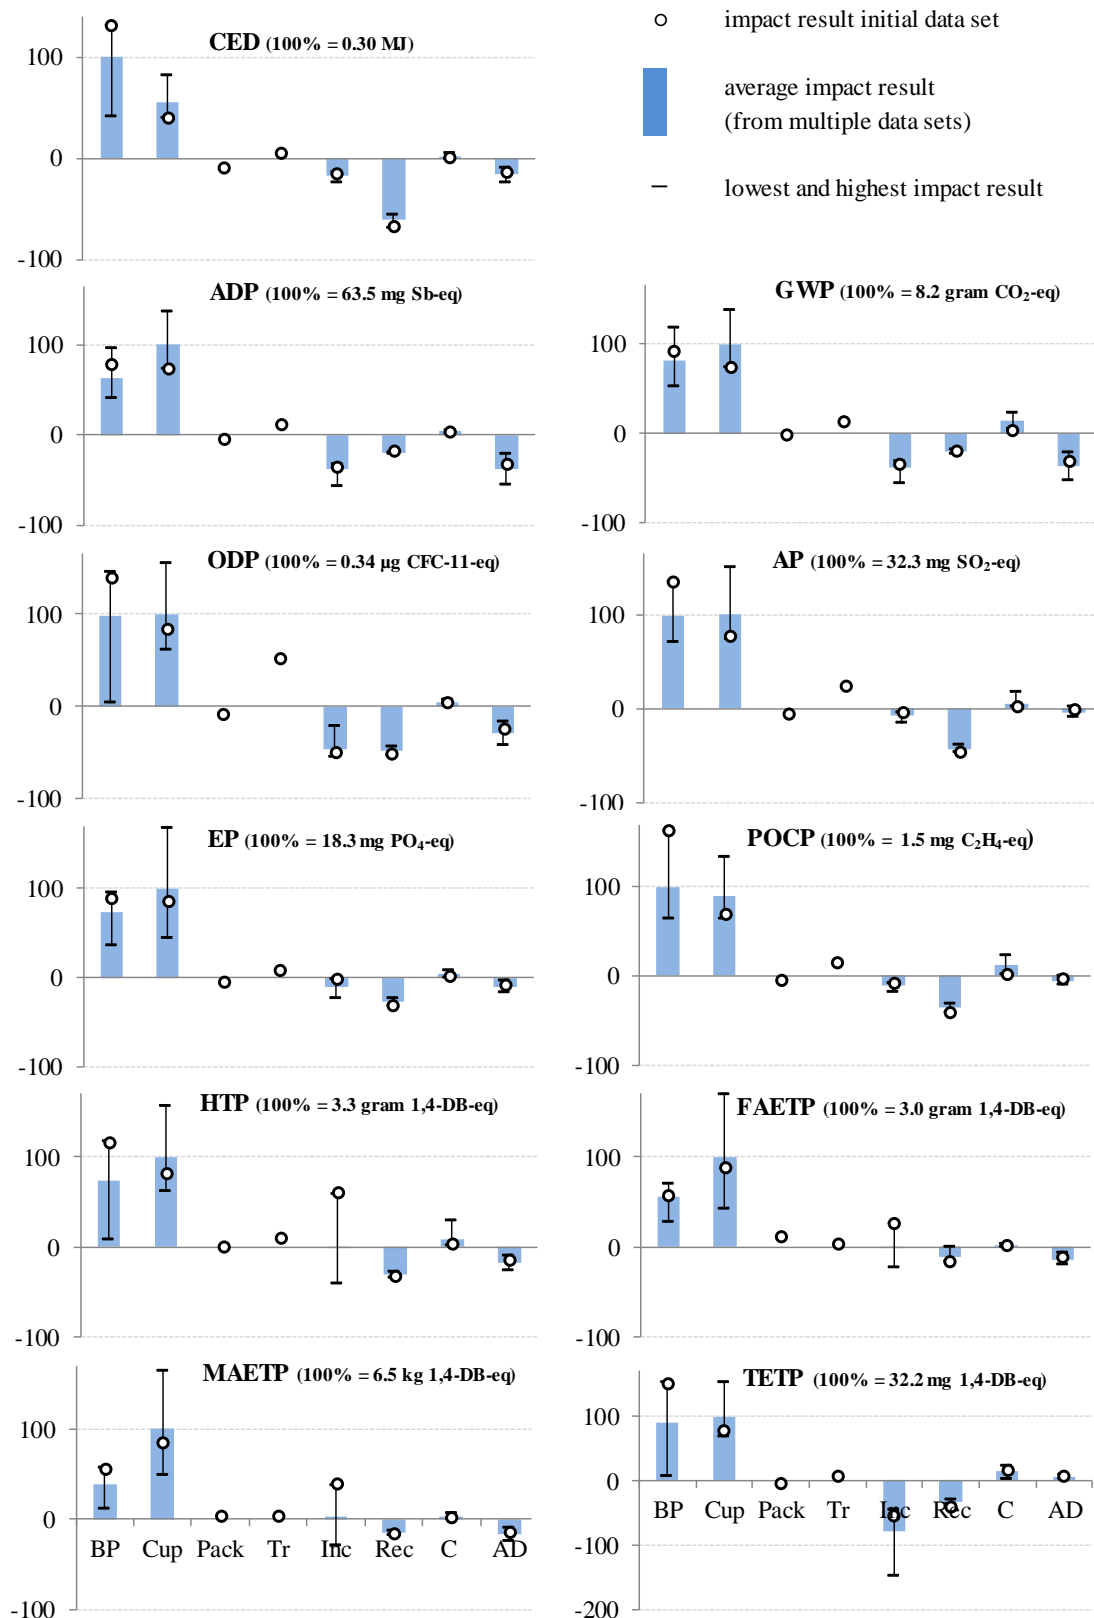 impact result initial data set
average impact result
(from multiple data sets)
lowest and highest impact result
CED (100% = 0.30 MJ)
100
0
-100
ADP (100% = 63.5 mg Sb-eq)
100
0
-100
GWP (100% = 8.2 gram CO₂-eq)
100
0
-100
ODP (100% = 0.34 µg CFC-11-eq)
100
0
-100
AP (100% = 32.3 mg SO₂-eq)
100
0
-100
EP (100% = 18.3 mg PO₄-eq)
100
0
-100
POCP (100% = 1.5 mg C₂H₄-eq)
100
0
-100
HTP (100% = 3.3 gram 1,4-DB-eq)
100
0
-100
FAETP (100% = 3.0 gram 1,4-DB-eq)
100
0
-100
MAETP (100% = 6.5 kg 1,4-DB-eq)
100
0
BP Cup Pack Tr Inc Rec C AD
-100
TETP (100% = 32.2 mg 1,4-DB-eq)
100
0
BP Cup Pack Tr Inc Rec C AD
-100
-200